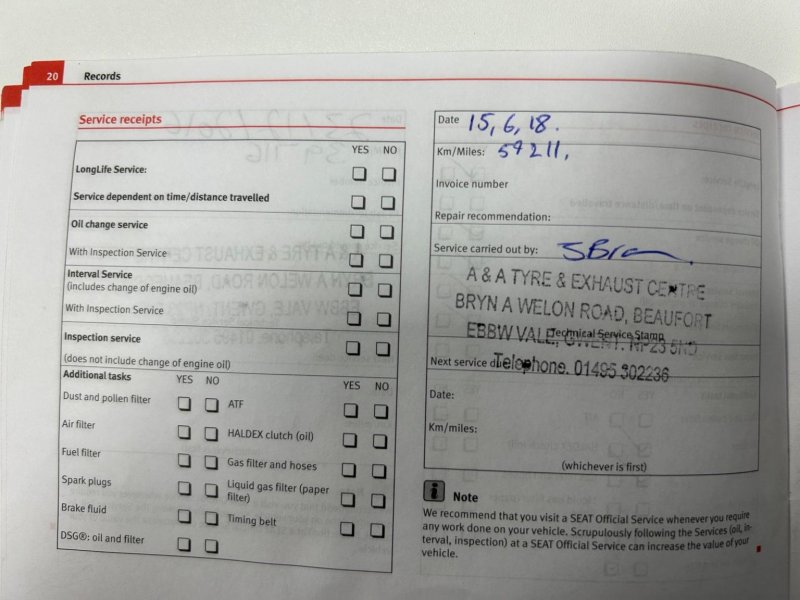 20 Records
Service receipts
YES NO
LongLife Service:
Service dependent on time/distance travelled
Oil change service
With Inspection Service
Interval Service
(includes change of engine oil)
With Inspection Service
Inspection service
(does not include change of engine oil)
Additional tasks YES NO YES NO
Dust and pollen filter ATF
Air filter HALDEX clutch (oil)
Fuel filter Gas filter and hoses
Spark plugs Liquid gas filter (paper
filter)
Brake fluid Timing belt
DSG®: oil and filter
Date 15,6,18.
Km/Miles: 59211,
Invoice number
Repair recommendation:
Service carried out by:
A & A TYRE & EXHAUST CENTRE
BRYN A WELON ROAD, BEAUFORT
EBBW VALE, GWENT. NP23
Technical Service Stamp
Next service
Telephone. 01495 302236
Date:
Km/miles:
(whichever is first)
i Note
We recommend that you visit a SEAT Official Service whenever you require
any work done on your vehicle. Scrupulously following the Services (oil, in-
terval, inspection) at a SEAT Official Service can increase the value of your
vehicle.